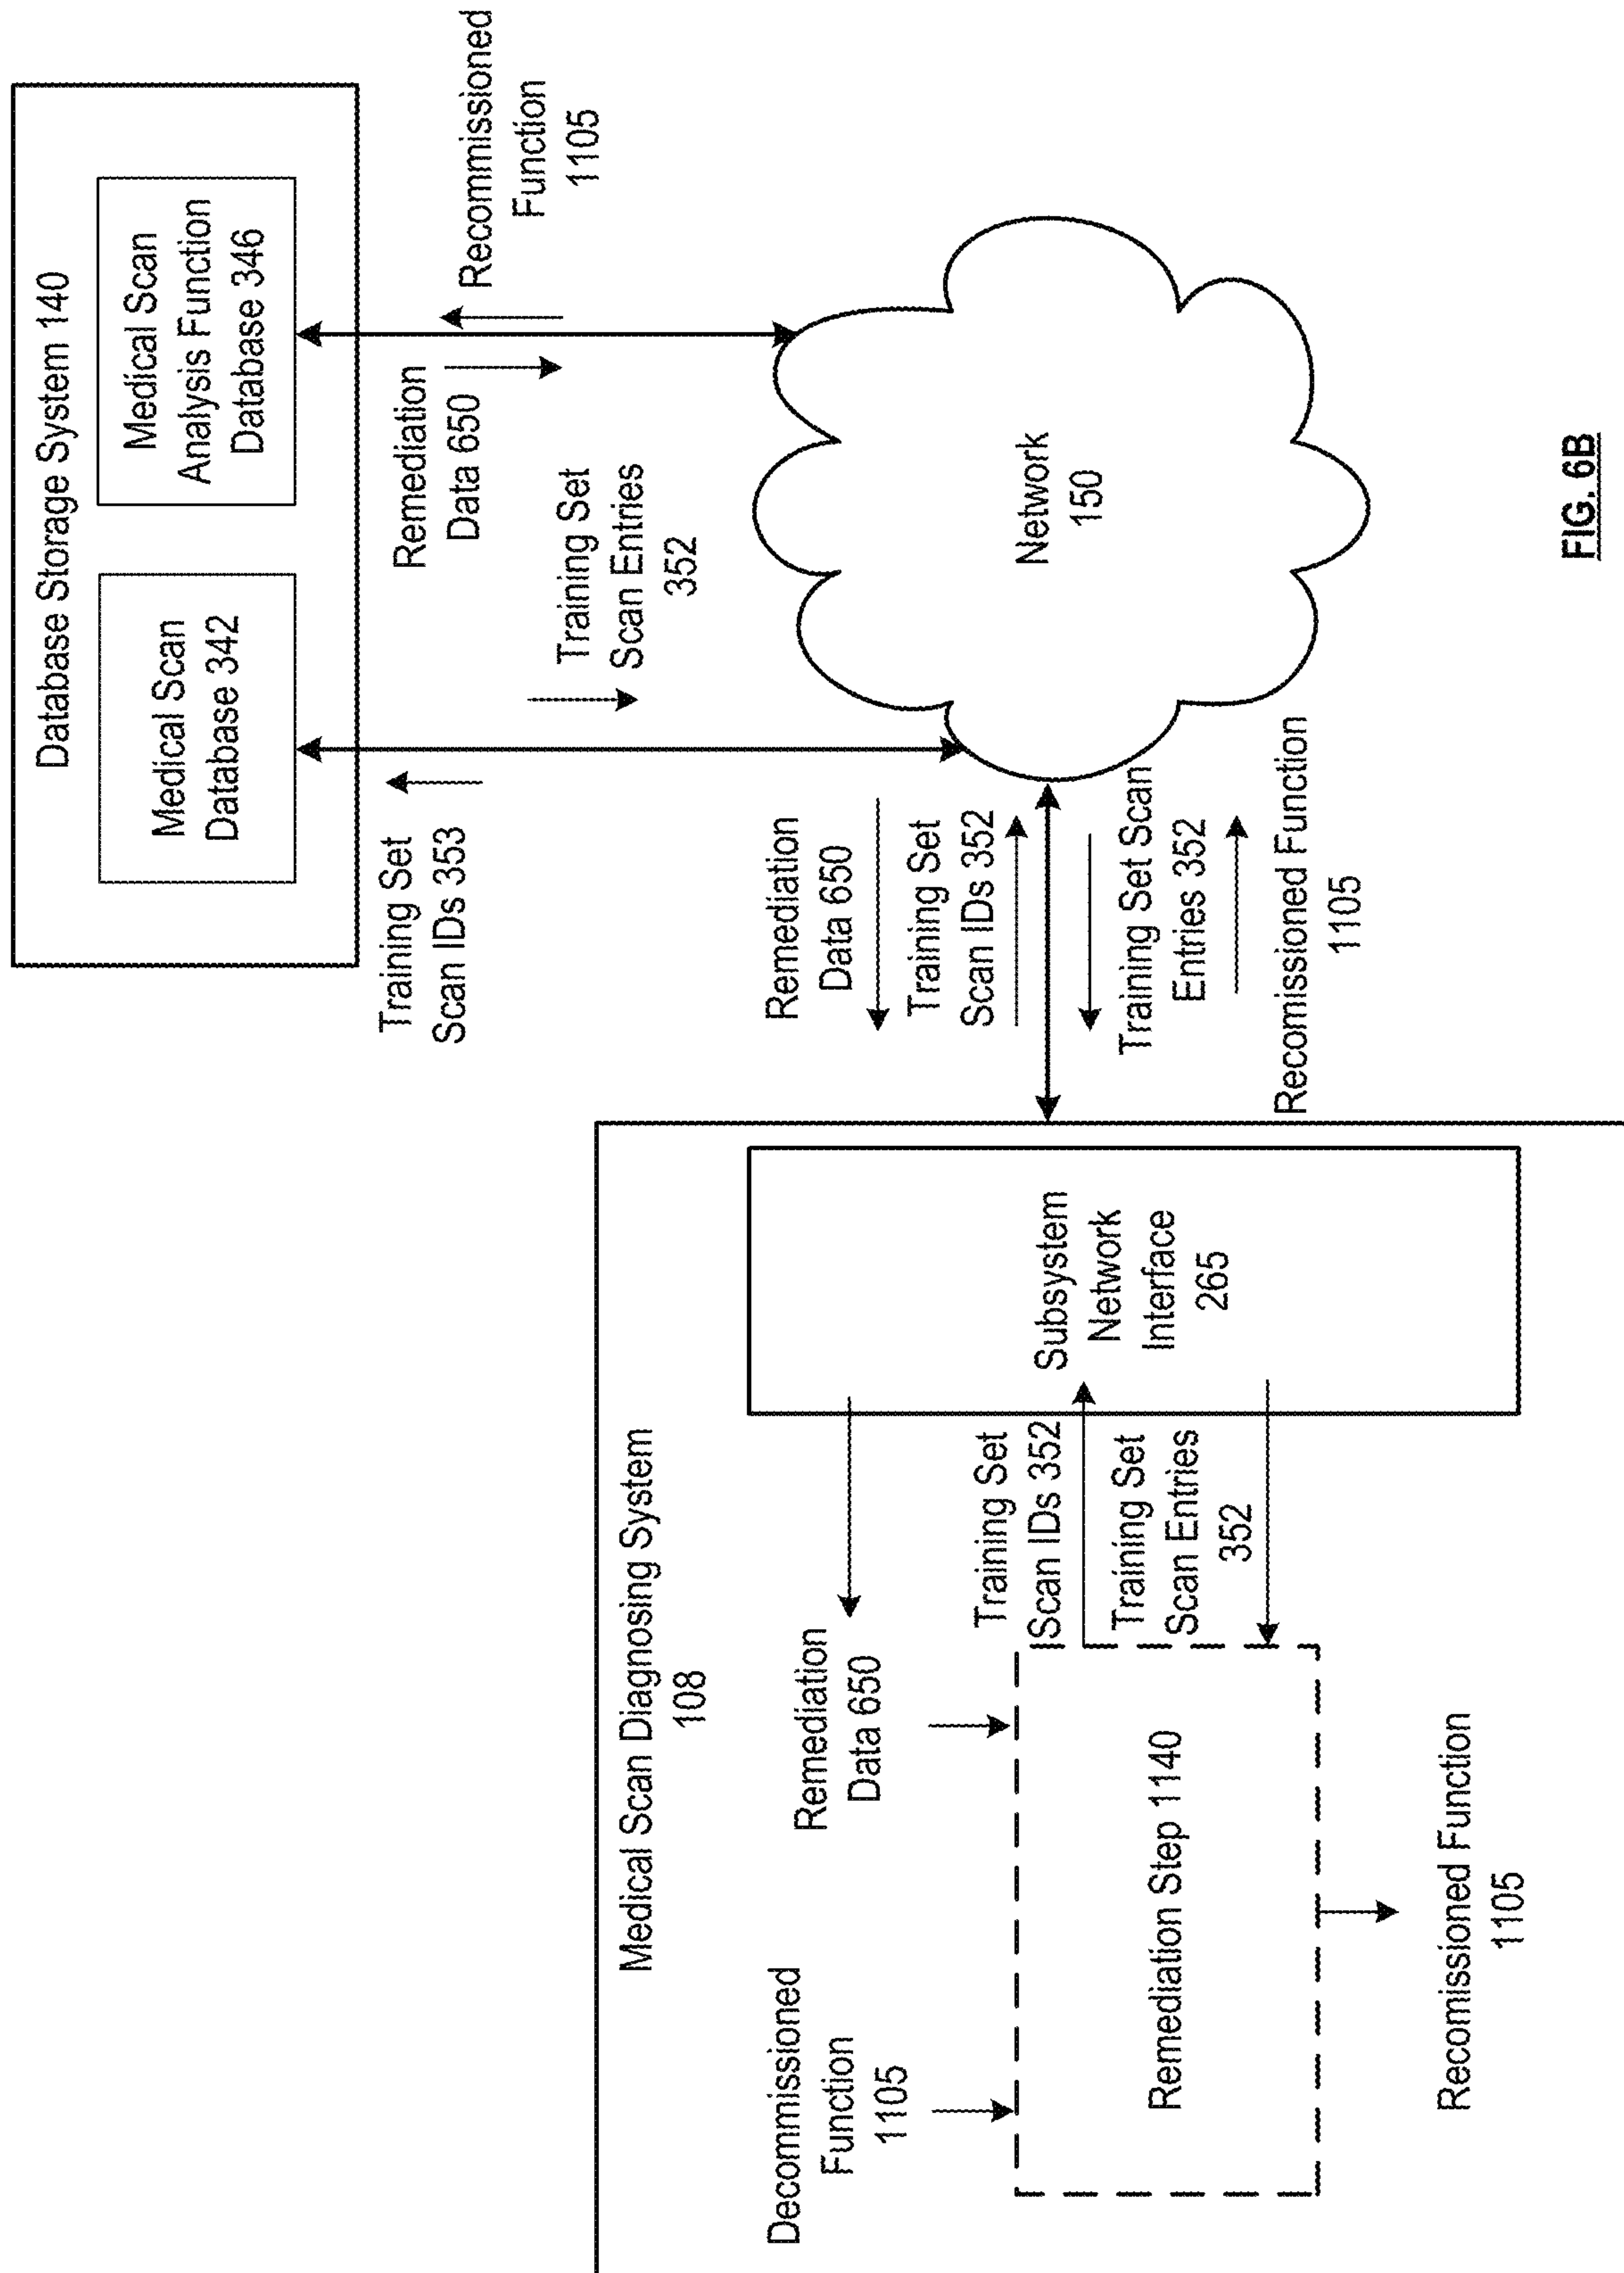 Medical Scan Diagnosing System
108
Decommissioned
Function
1105
Remediation
Data 650
Remediation Step 1140
Recomissioned Function
1105
Training Set
Scan IDs 352
Training Set
Scan Entries
352
Subsystem
Network
Interface
265
Remediation
Data 650
Training Set
Scan IDs 352
Training Set Scan
Entries 352
Recomissioned Function
1105
Database Storage System 140
Medical Scan
Database 342
Medical Scan
Analysis Function
Database 346
Training Set
Scan IDs 353
Training Set
Scan Entries
352
Remediation
Data 650
Recommissioned
Function
1105
Network
150
FIG. 6B